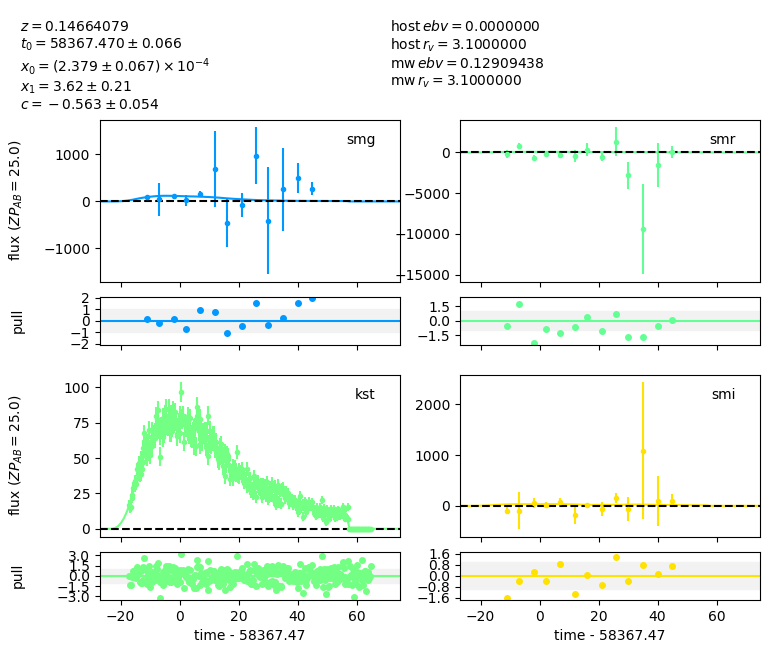 z = 0.14664079
t₀ = 58367.470 ± 0.066
x₀ = (2.379 ± 0.067) × 10⁻⁴
x₁ = 3.62 ± 0.21
c = −0.563 ± 0.054
host ebv = 0.0000000
host rᵥ = 3.1000000
mw ebv = 0.12909438
mw rᵥ = 3.1000000
flux (ZP_AB = 25.0)
1000
0
−1000
smg
0
−5000
−10000
−15000
smr
pull
2
1
0
−1
−2
1.5
0.0
−1.5
flux (ZP_AB = 25.0)
100
75
50
25
0
kst
2000
1000
0
smi
pull
3.0
1.5
0.0
−1.5
−3.0
1.6
0.8
0.0
−0.8
−1.6
−20 0 20 40 60
time - 58367.47
−20 0 20 40 60
time - 58367.47